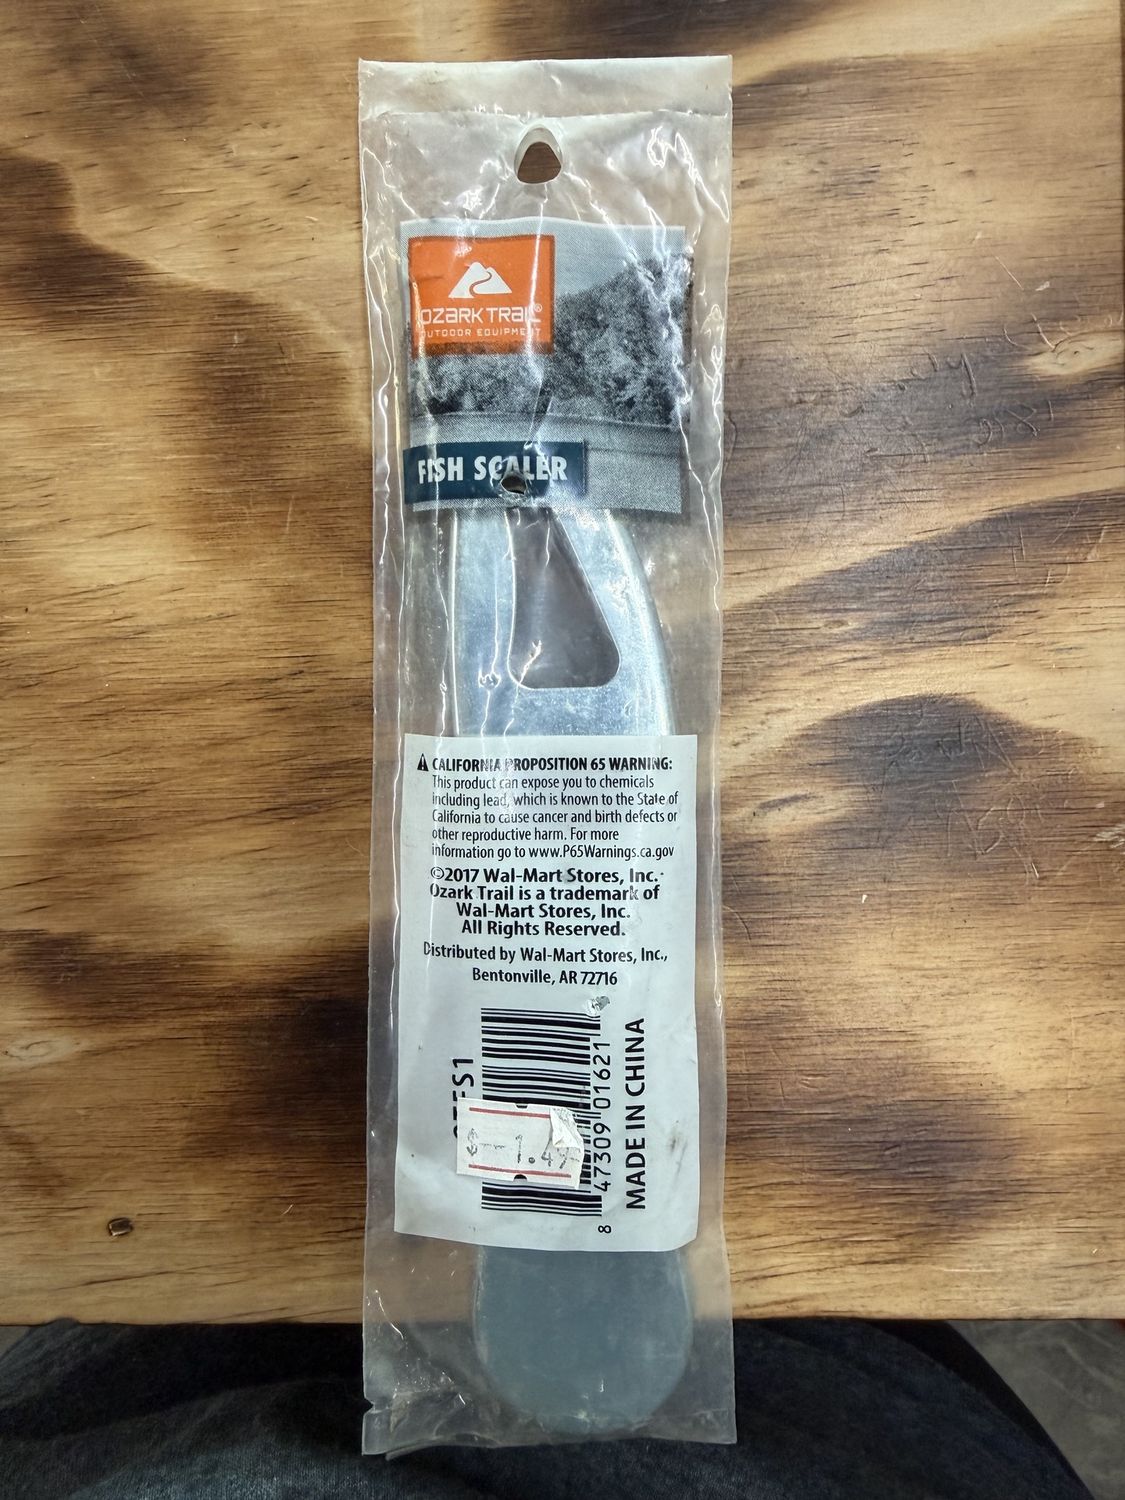 OZARK TRAIL®
OUTDOOR EQUIPMENT
FISH SCALER
⚠ CALIFORNIA PROPOSITION 65 WARNING:
This product can expose you to chemicals
including lead, which is known to the State of
California to cause cancer and birth defects or
other reproductive harm. For more
information go to www.P65Warnings.ca.gov
©2017 Wal-Mart Stores, Inc.
Ozark Trail is a trademark of
Wal-Mart Stores, Inc.
All Rights Reserved.
Distributed by Wal-Mart Stores, Inc.,
Bentonville, AR 72716
$--1.49
8 47309 01621
MADE IN CHINA